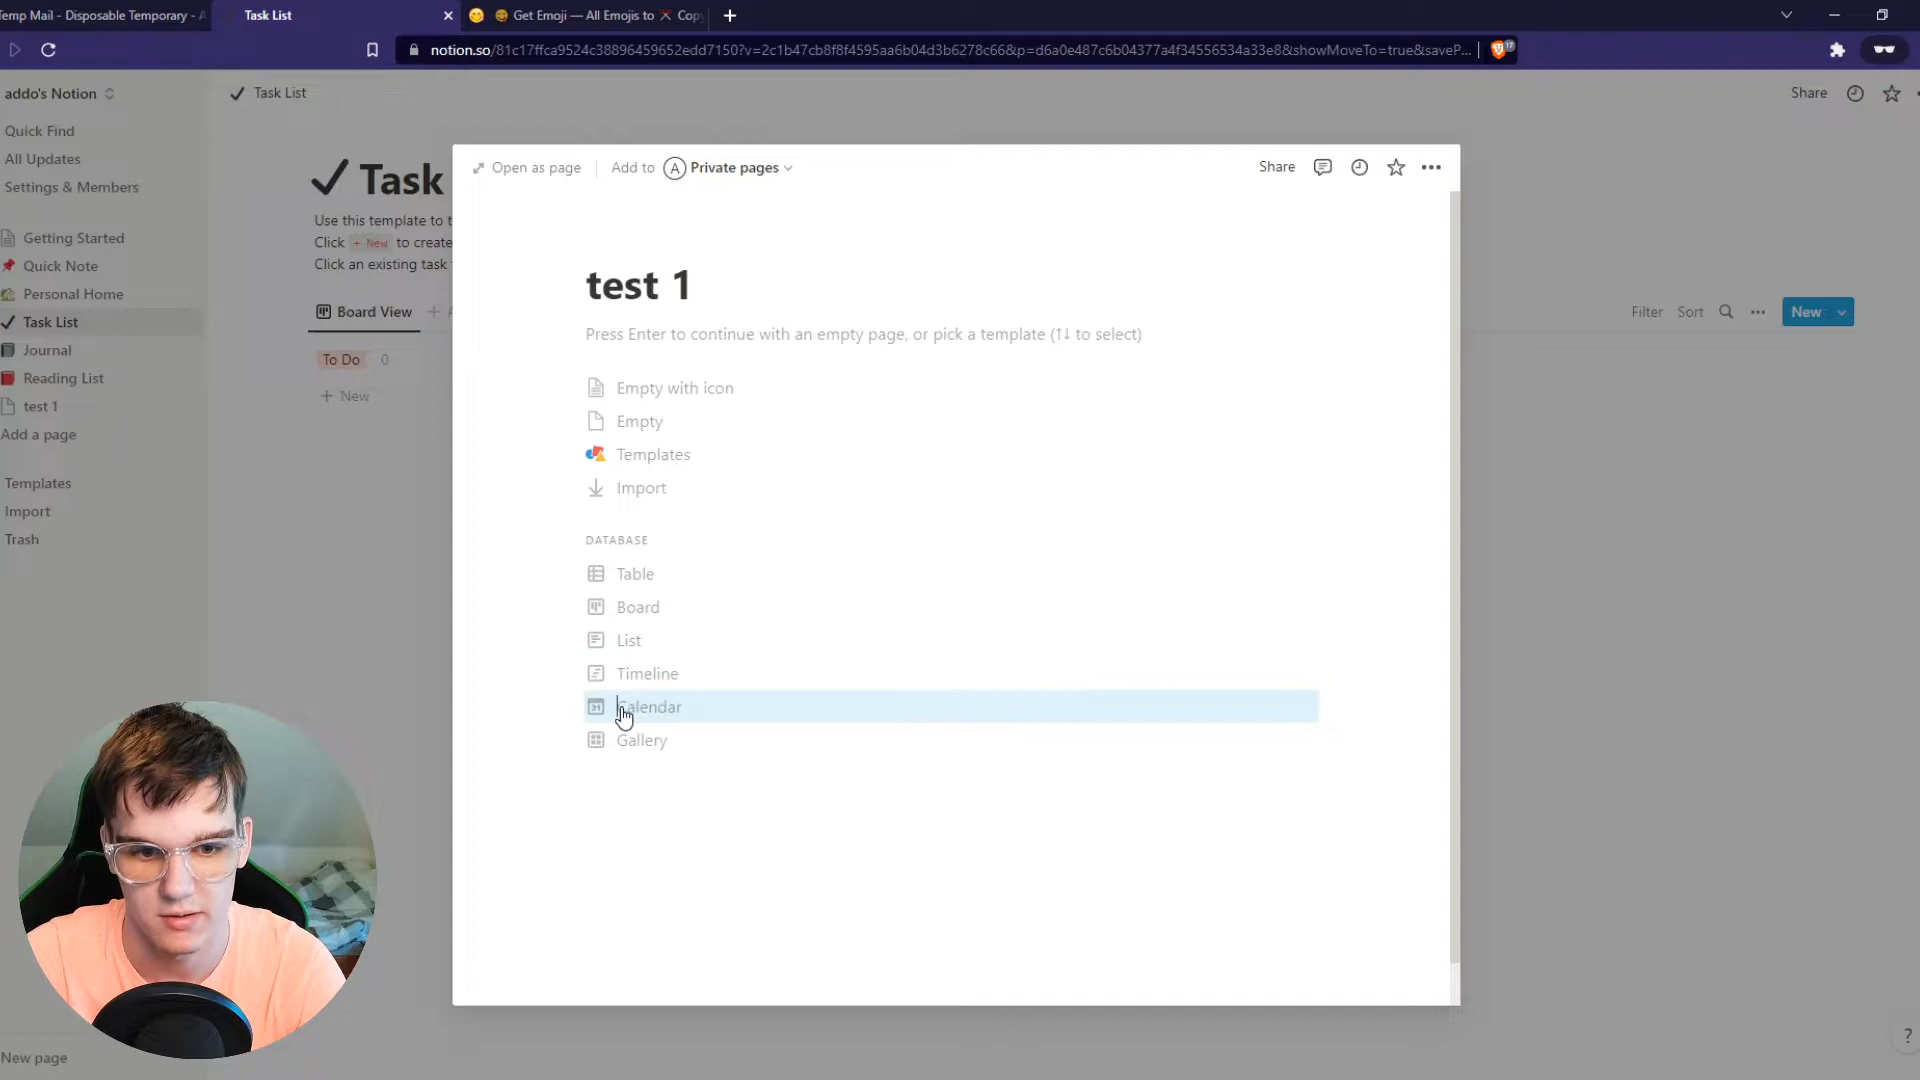 Temp Mail - Disposable Temporary - A
Task List
Get Emoji — All Emojis to ✂ Cop
notion.so/81c17ffca9524c38896459652edd7150?v=2c1b47cb8f8f4595aa6b04d3b6278c66&p=d6a0e487c6b04377a4f34556534a33e8&showMoveTo=true&saveP...
17
addo's Notion
Task List
Share
Quick Find
All Updates
Settings & Members
Getting Started
Quick Note
Personal Home
Task List
Journal
Reading List
test 1
Add a page
Templates
Import
Trash
New page
Task
Use this template to t
Click + New to create
Click an existing task
Board View
+ A
To Do 0
+ New
Filter
Sort
New
Open as page
Add to A Private pages
Share
test 1
Press Enter to continue with an empty page, or pick a template (↑↓ to select)
Empty with icon
Empty
Templates
Import
DATABASE
Table
Board
List
Timeline
31 Calendar
Gallery
?